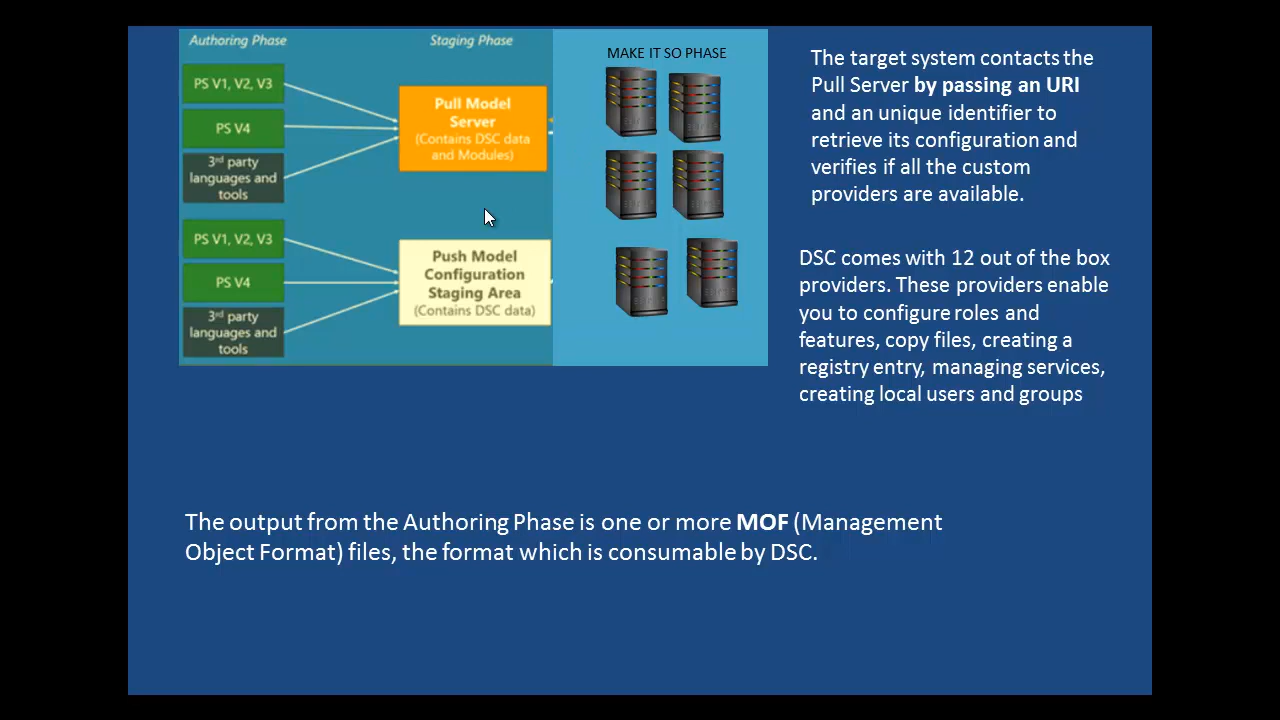 Authoring Phase
Staging Phase
MAKE IT SO PHASE
PS V1, V2, V3
PS V4
3rd party
languages and
tools
Pull Model
Server
(Contains DSC data
and Modules)
PS V1, V2, V3
PS V4
3rd party
languages and
tools
Push Model
Configuration
Staging Area
(Contains DSC data)
The target system contacts the
Pull Server by passing an URI
and an unique identifier to
retrieve its configuration and
verifies if all the custom
providers are available.
DSC comes with 12 out of the box
providers. These providers enable
you to configure roles and
features, copy files, creating a
registry entry, managing services,
creating local users and groups
The output from the Authoring Phase is one or more MOF (Management
Object Format) files, the format which is consumable by DSC.